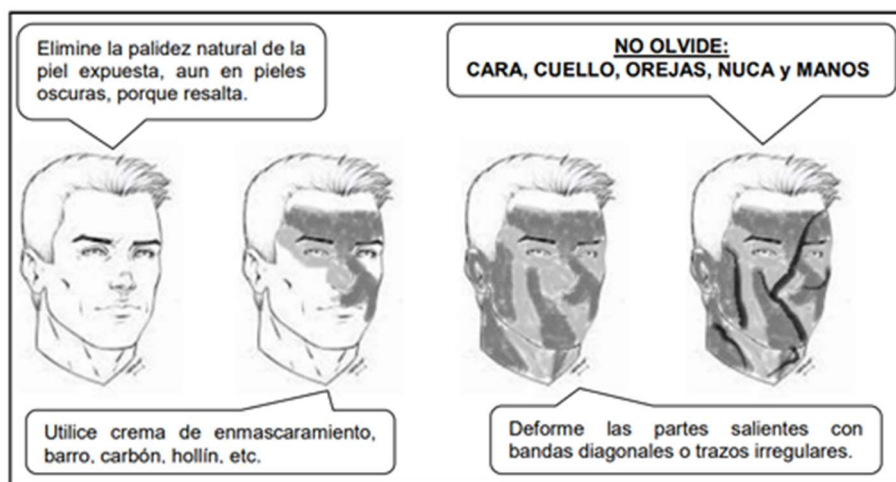 Elimine la palidez natural de la
piel expuesta, aun en pieles
oscuras, porque resalta.
NO OLVIDE:
CARA, CUELLO, OREJAS, NUCA y MANOS
Utilice crema de enmascaramiento,
barro, carbón, hollín, etc.
Deforme las partes salientes con
bandas diagonales o trazos irregulares.